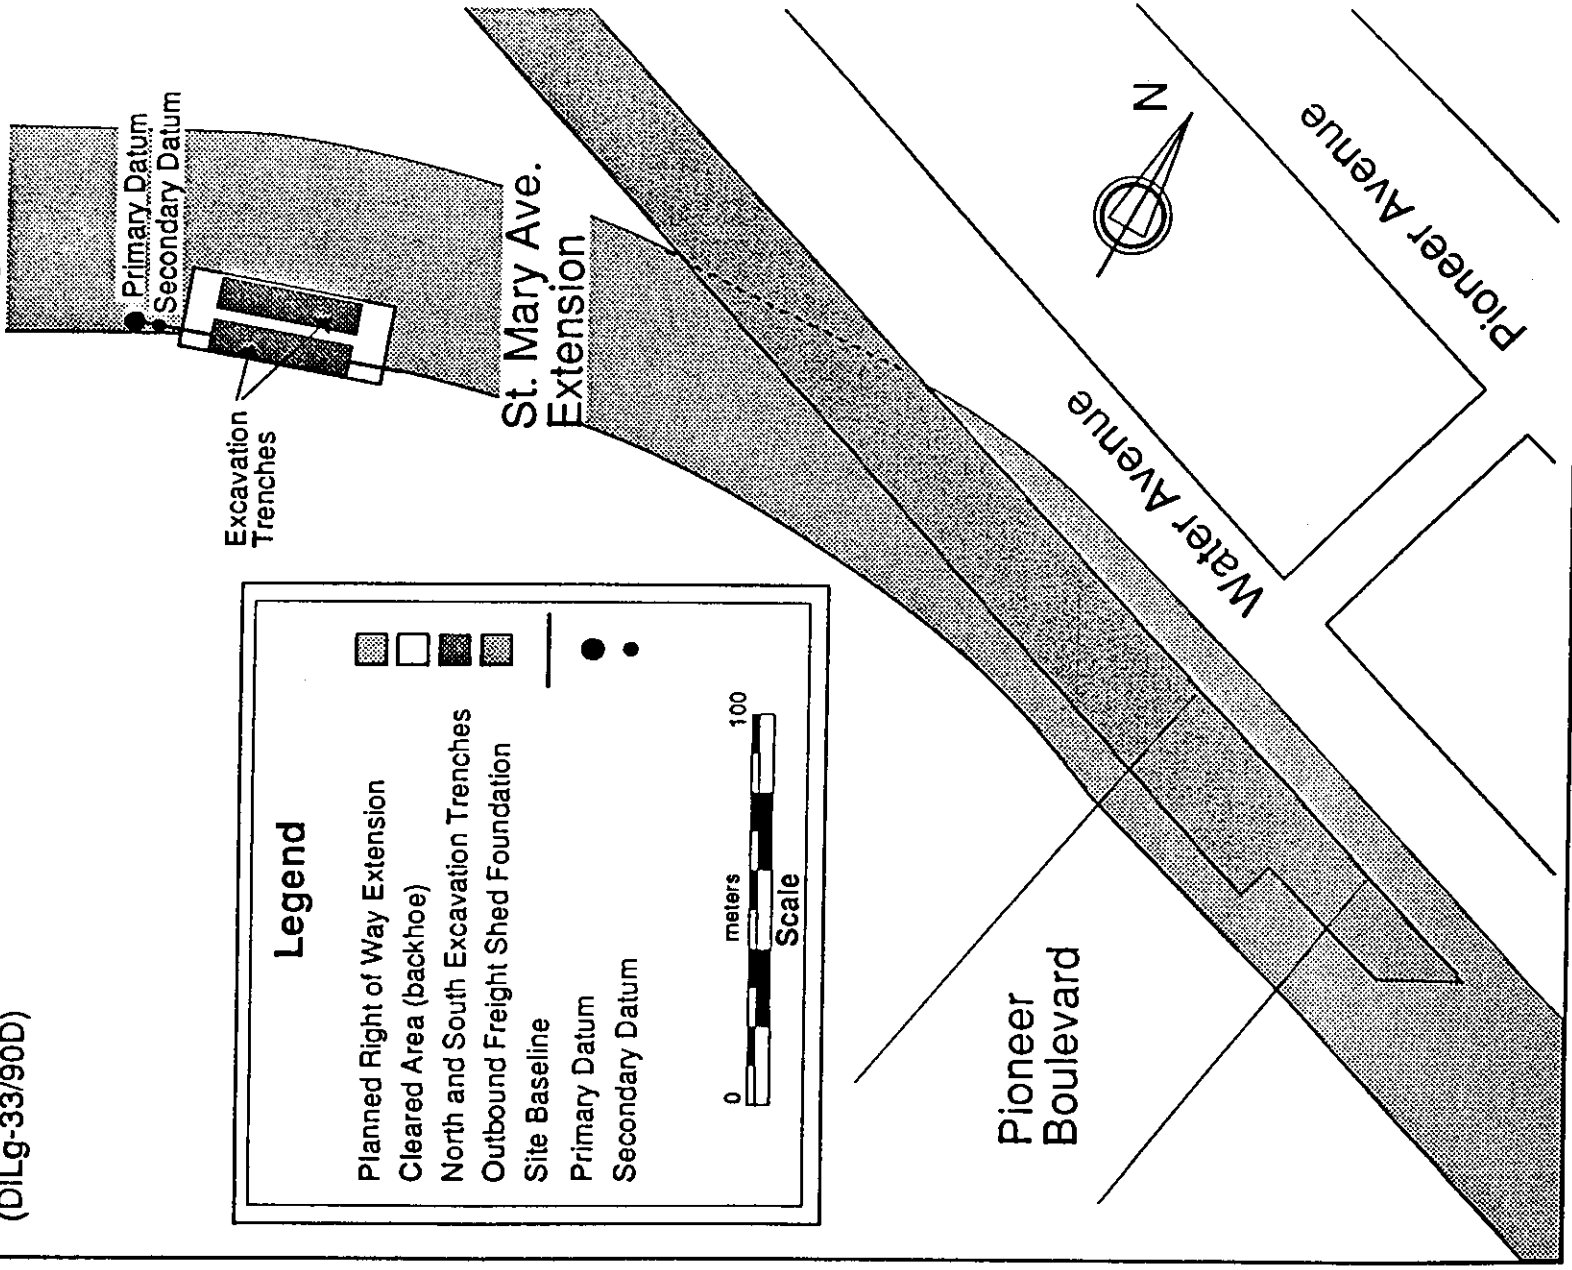 (DILg-33/90D)
Primary Datum
Secondary Datum
Excavation
Trenches
St. Mary Ave.
Extension
N
Pioneer Avenue
Water Avenue
Pioneer
Boulevard
Legend
Planned Right of Way Extension
Cleared Area (backhoe)
North and South Excavation Trenches
Outbound Freight Shed Foundation
Site Baseline
Primary Datum
Secondary Datum
0 meters 100
Scale